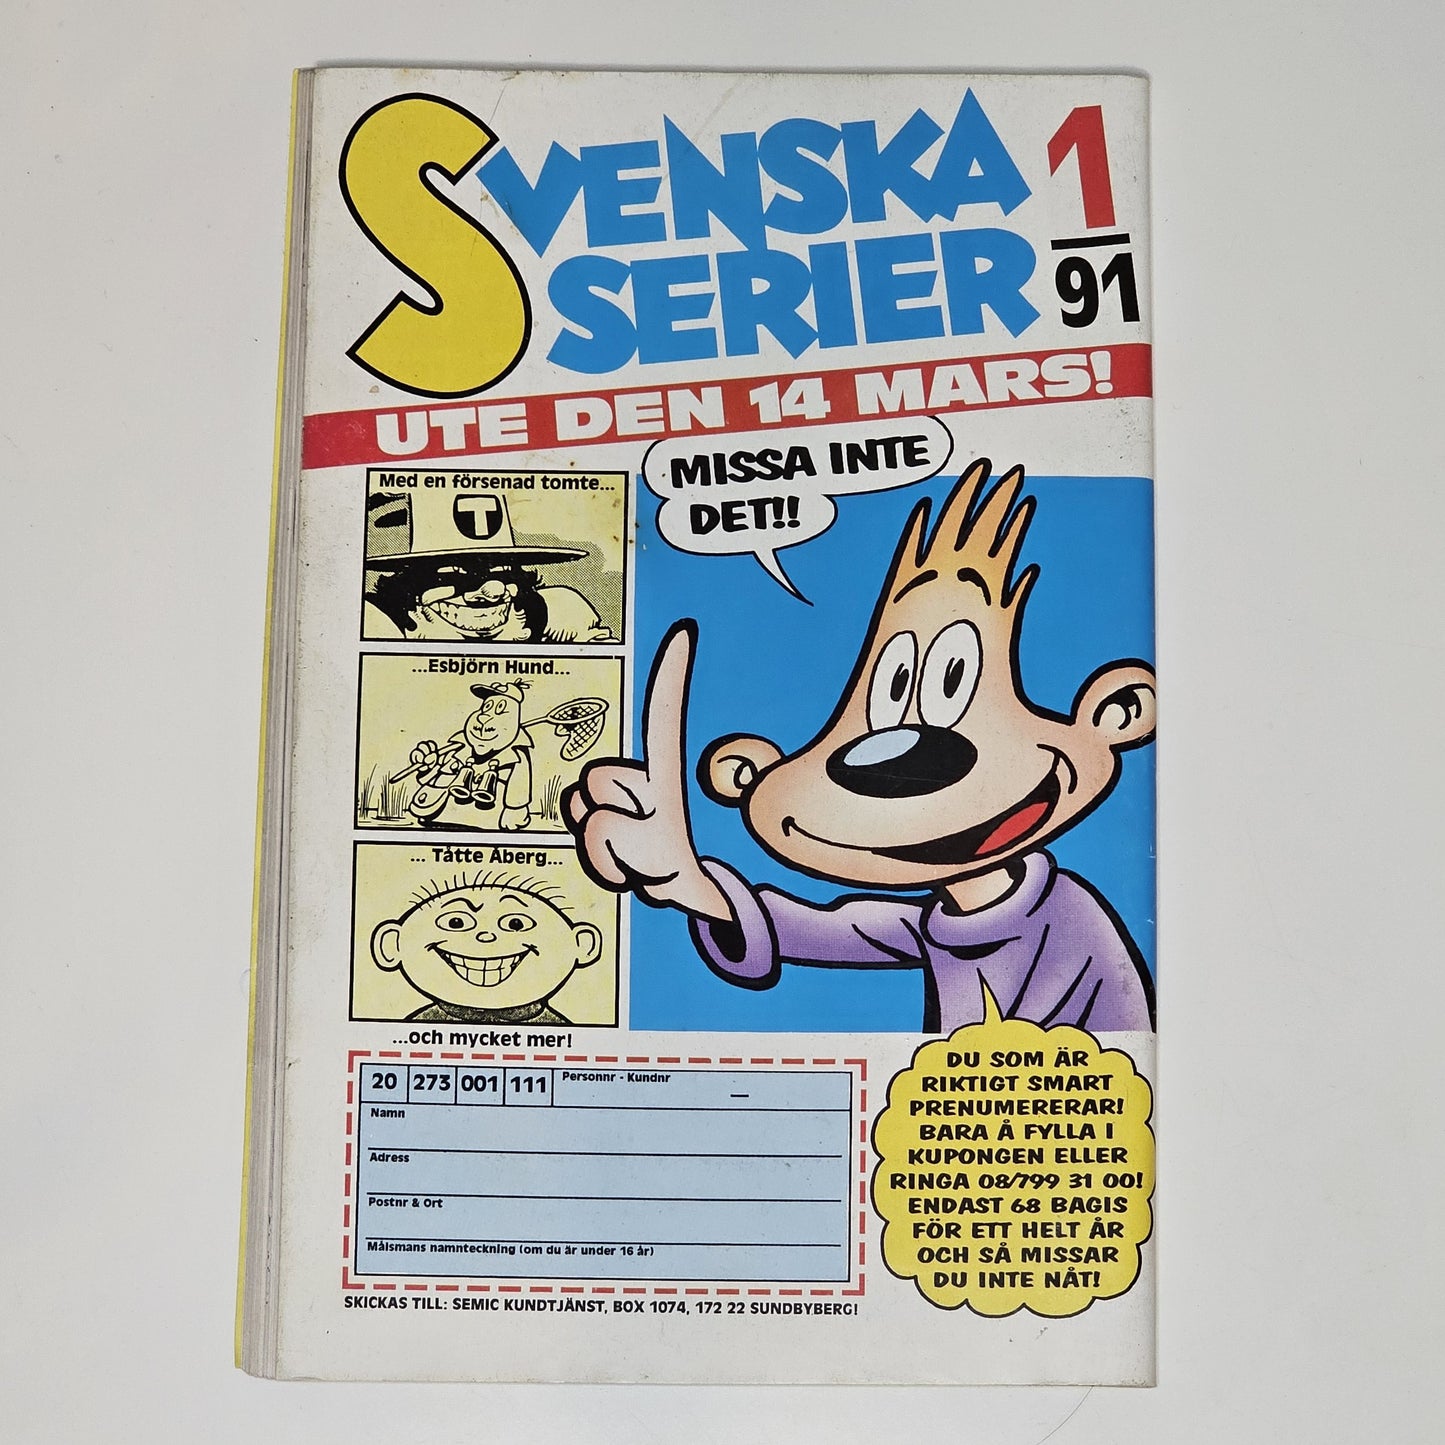 SVENSKA
SERIER
1
91
UTE DEN 14 MARS!
MISSA INTE
DET!!
Med en försenad tomte...
T
...Esbjörn Hund...
... Tåtte Åberg...
...och mycket mer!
20 273 001 111 Personnr - Kundnr _
Namn
Adress
Postnr & Ort
Målsmans namnteckning (om du är under 16 år)
SKICKAS TILL: SEMIC KUNDTJÄNST, BOX 1074, 172 22 SUNDBYBERG!
DU SOM ÄR
RIKTIGT SMART
PRENUMERERAR!
BARA Å FYLLA I
KUPONGEN ELLER
RINGA 08/799 31 00!
ENDAST 68 BAGIS
FÖR ETT HELT ÅR
OCH SÅ MISSAR
DU INTE NÅT!